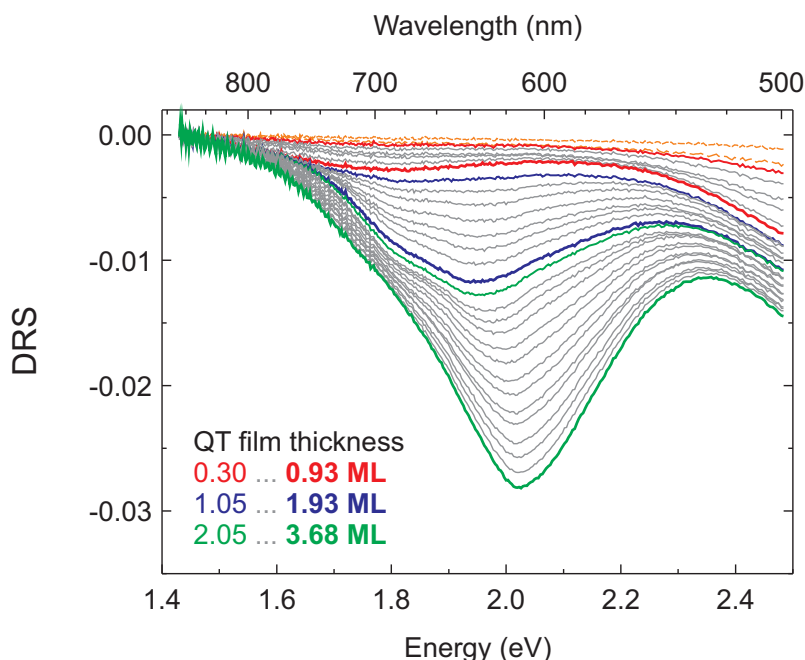 Wavelength (nm)
800 700 600 500
0.00
-0.01
-0.02
-0.03
DRS
QT film thickness
0.30 ... 0.93 ML
1.05 ... 1.93 ML
2.05 ... 3.68 ML
1.4 1.6 1.8 2.0 2.2 2.4
Energy (eV)